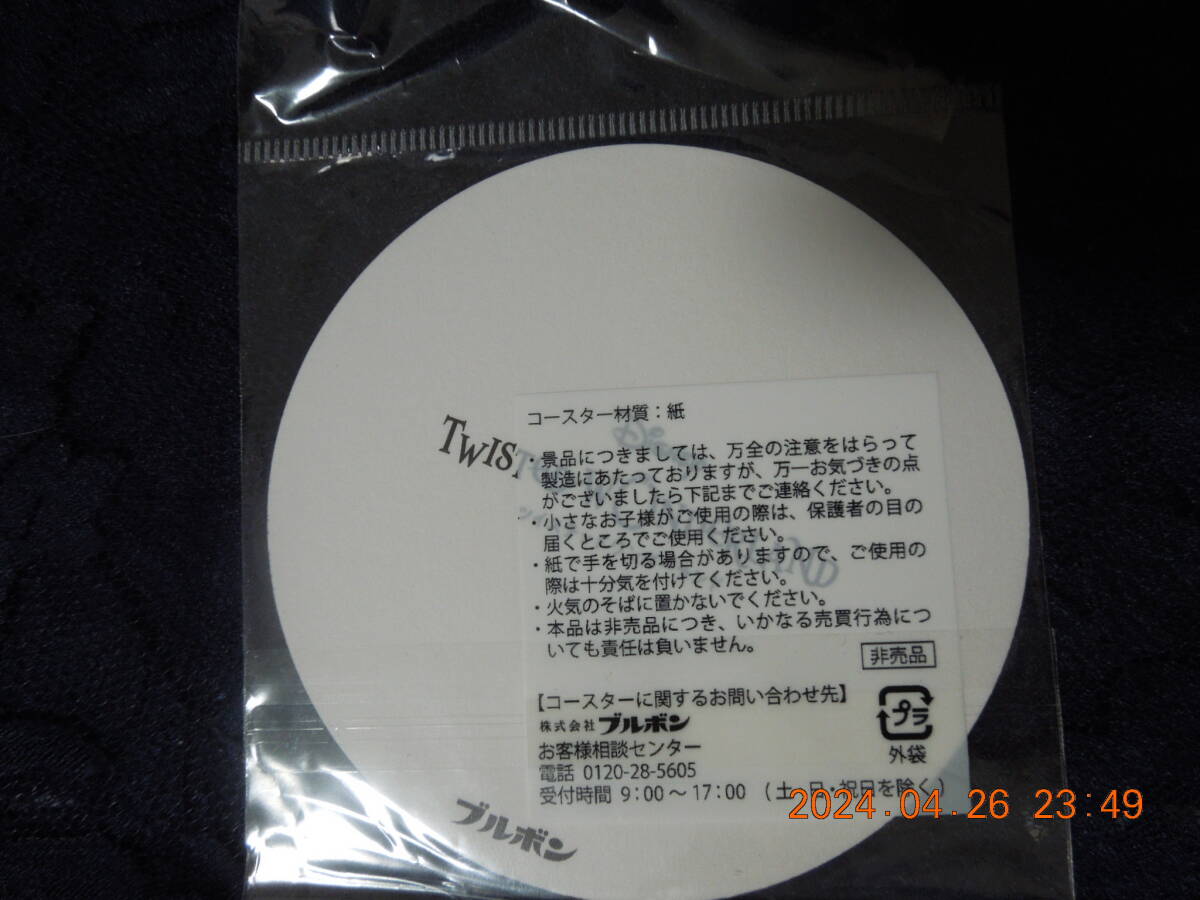 コースター材質：紙
TWIS
・景品につきましては、万全の注意をはらって
製造にあたっておりますが、万一お気づきの点
がございましたら下記までご連絡ください。
・小さなお子様がご使用の際は、保護者の目の
届くところでご使用ください。
・紙で手を切る場合がありますので、ご使用の
際は十分気を付けてください。
・火気のそばに置かないでください。
・本品は非売品につき、いかなる売買行為につ
いても責任は負いません。
非売品
【コースターに関するお問い合わせ先】
株式会社ブルボン
お客様相談センター
電話 0120-28-5605
受付時間 9:00～17:00 (土・日・祝日を除く)
プラ
外袋
ブルボン
2024.04.26 23:49